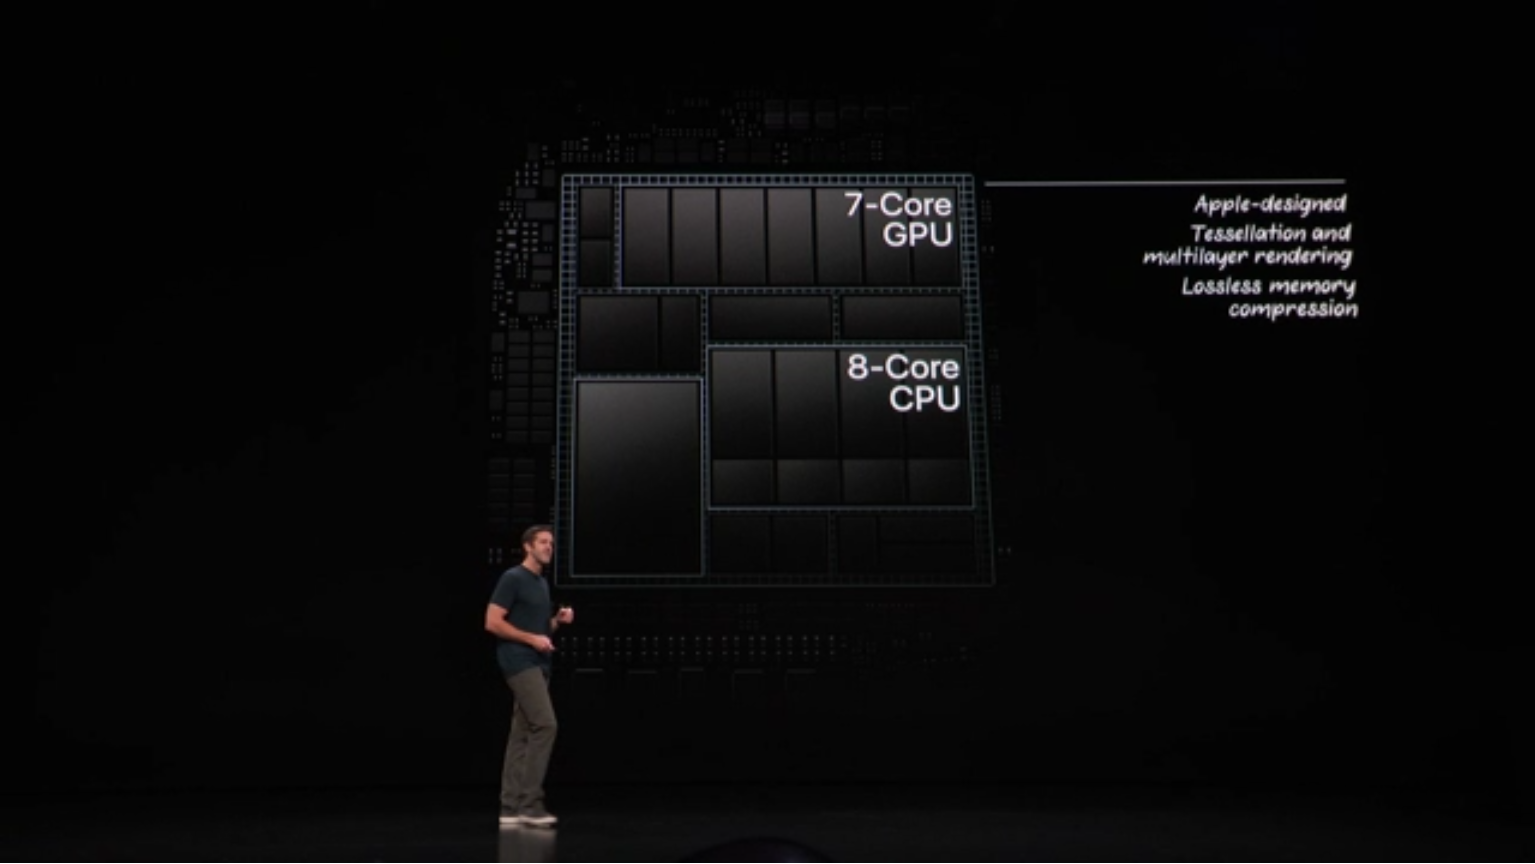 7-Core
GPU
8-Core
CPU
Apple-designed
Tessellation and
multilayer rendering
Lossless memory
compression